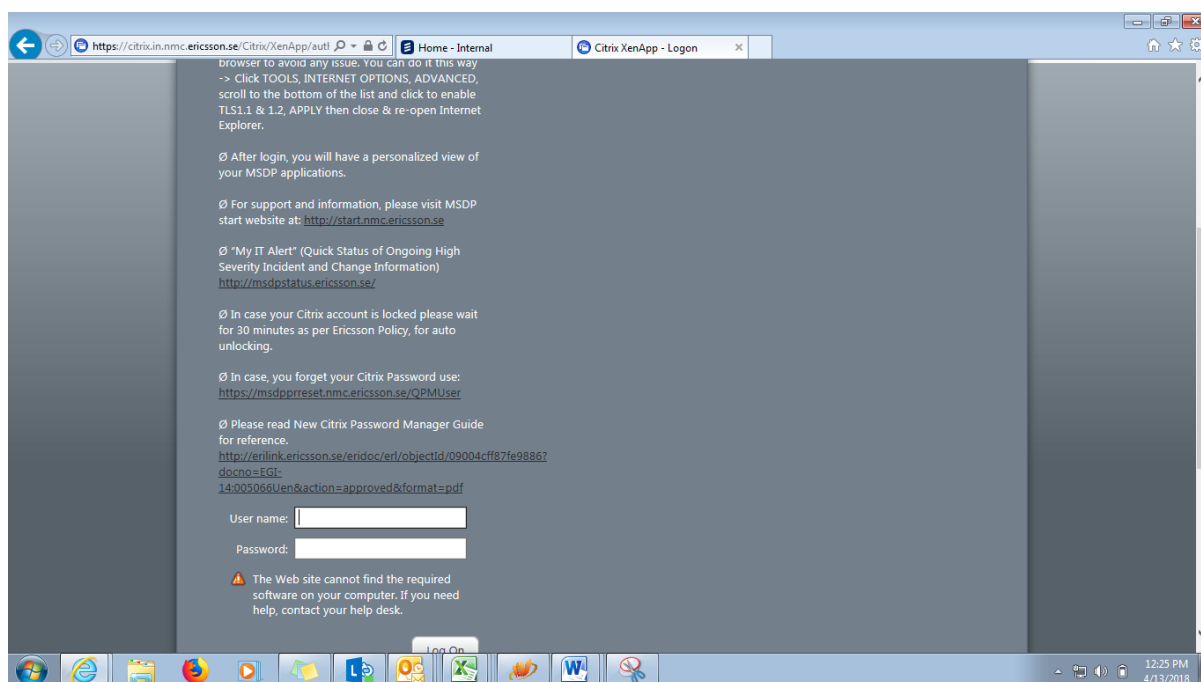 https://citrix.in.nmc.ericsson.se/Citrix/XenApp/autl
Home - Internal
Citrix XenApp - Logon
browser to avoid any issue. You can do it this way
-> Click TOOLS, INTERNET OPTIONS, ADVANCED,
scroll to the bottom of the list and click to enable
TLS1.1 & 1.2, APPLY then close & re-open Internet
Explorer.
Ø After login, you will have a personalized view of
your MSDP applications.
Ø For support and information, please visit MSDP
start website at: http://start.nmc.ericsson.se
Ø "My IT Alert" (Quick Status of Ongoing High
Severity Incident and Change Information)
http://msdpstatus.ericsson.se/
Ø In case your Citrix account is locked please wait
for 30 minutes as per Ericsson Policy, for auto
unlocking.
Ø In case, you forget your Citrix Password use:
https://msdpprreset.nmc.ericsson.se/QPMUser
Ø Please read New Citrix Password Manager Guide
for reference.
http://erilink.ericsson.se/eridoc/erl/objectId/09004cff87fe9886?
docno=EGI-
14:005066Uen&action=approved&format=pdf
User name:
Password:
The Web site cannot find the required
software on your computer. If you need
help, contact your help desk.
Log On
12:25 PM
4/13/2018